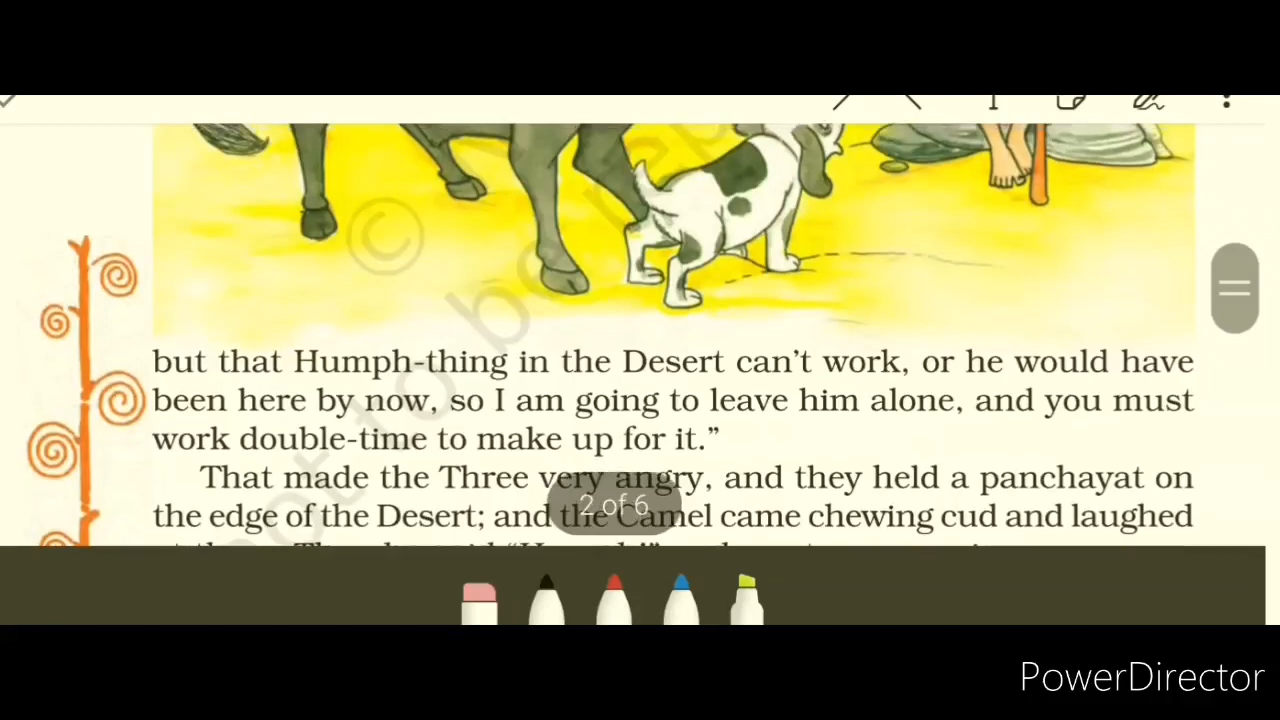 but that Humph-thing in the Desert can't work, or he would have
been here by now, so I am going to leave him alone, and you must
work double-time to make up for it.”
That made the Three very angry, and they held a panchayat on
2 of 6
the edge of the Desert; and the Camel came chewing cud and laughed
PowerDirector